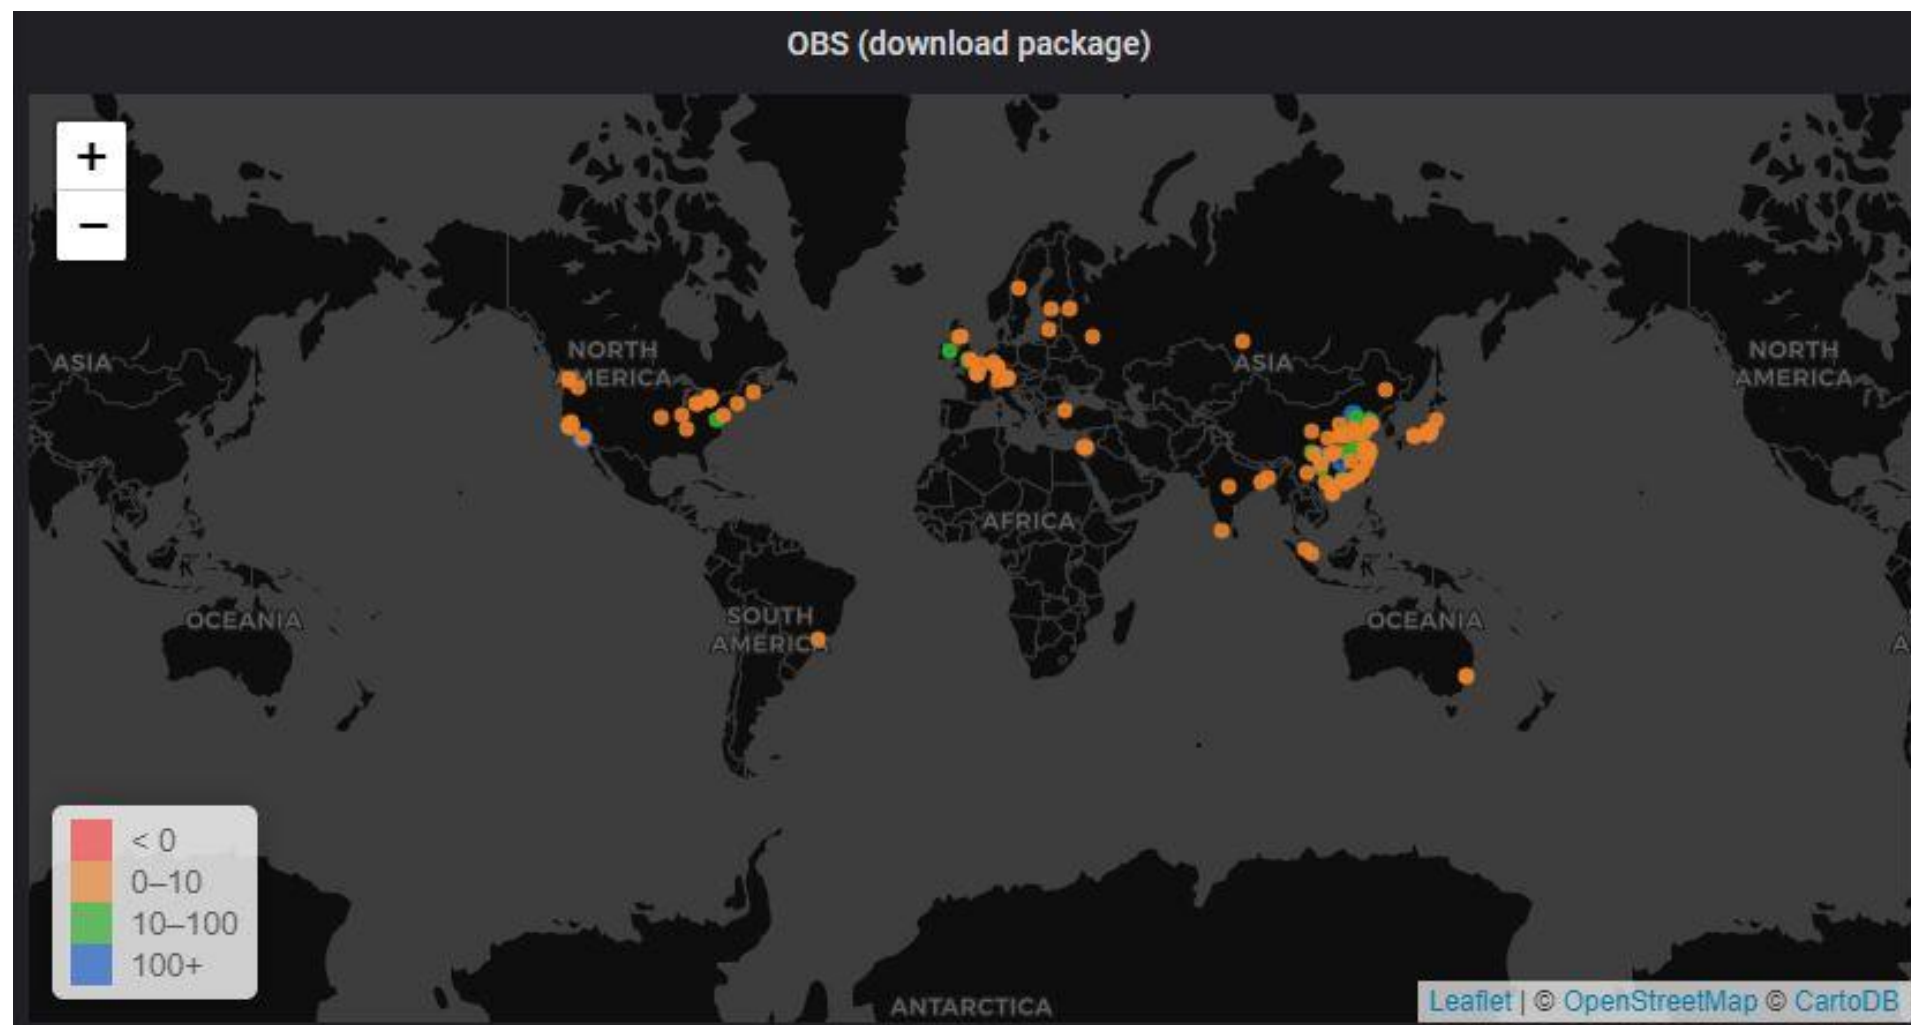 OBS (download package)
+
−
ASIA
NORTH
AMERICA
ASIA
NORTH
AMERICA
AFRICA
OCEANIA
SOUTH
AMERICA
OCEANIA
< 0
0–10
10–100
100+
ANTARCTICA
Leaflet | © OpenStreetMap © CartoDB